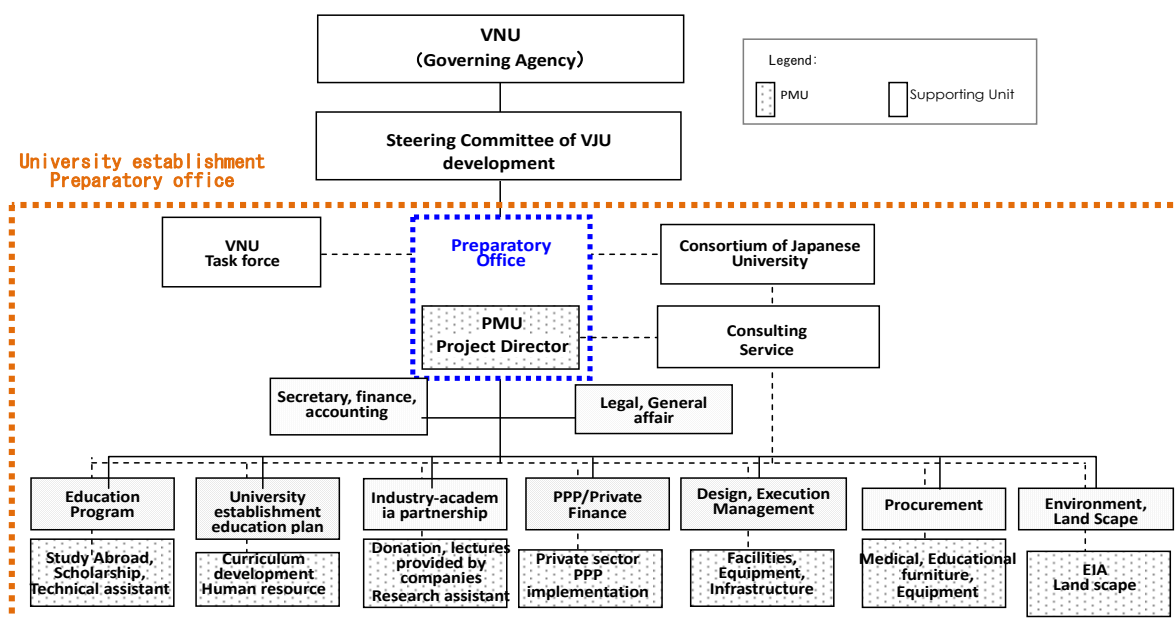 VNU
(Governing Agency)
Legend:
PMU
Supporting Unit
Steering Committee of VJU
development
University establishment
Preparatory office
VNU
Task force
Preparatory
Office
Consortium of Japanese
University
PMU
Project Director
Consulting
Service
Secretary, finance,
accounting
Legal, General
affair
Education
Program
University
establishment
education plan
Industry-academ
ia partnership
PPP/Private
Finance
Design, Execution
Management
Procurement
Environment,
Land Scape
Study Abroad,
Scholarship,
Technical assistant
Curriculum
development
Human resource
Donation, lectures
provided by
companies
Research assistant
Private sector
PPP
implementation
Facilities,
Equipment,
Infrastructure
Medical, Educational
furniture,
Equipment
EIA
Land scape